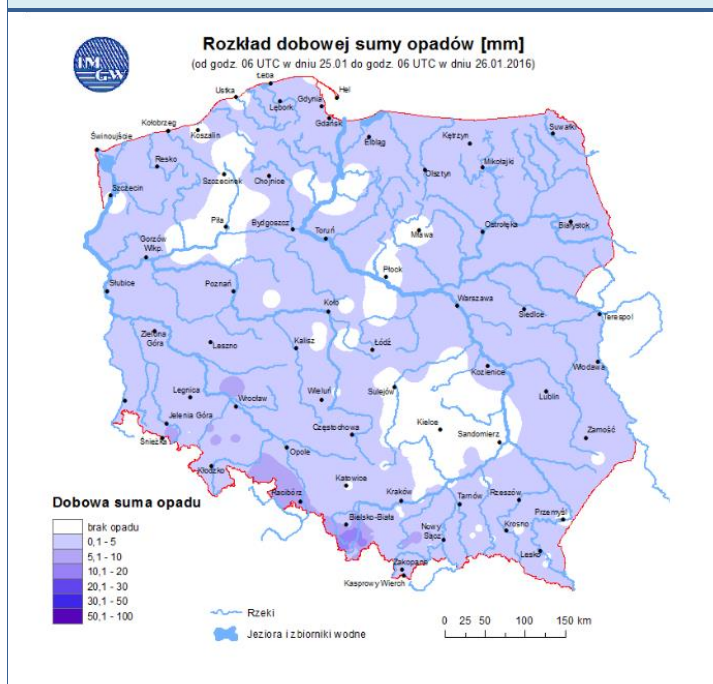 IM
GW
Rozkład dobowej sumy opadów [mm]
(od godz. 06 UTC w dniu 25.01 do godz. 06 UTC w dniu 26.01.2016)
Łeba
Ustka
Hel
Gdynia
Lębork
Gdańsk
Kołobrzeg
Koszalin
Suwałki
Elbląg
Kętrzyn
Świnoujście
Resko
Mikołajki
Olsztyn
Szczecinek
Chojnice
Szczecin
Piła
Bydgoszcz
Toruń
Mława
Ostrołęka
Białystok
Gorzów
Wlkp.
Płock
Słubice
Poznań
Koło
Warszawa
Siedlce
Terespol
Zielona
Góra
Leszno
Kalisz
Łódź
Kozienice
Włodawa
Legnica
Wrocław
Wieluń
Sulejów
Lublin
Jelenia Góra
Kielce
Śnieżka
Częstochowa
Sandomierz
Zamość
Opole
Kłodzko
Katowice
Racibórz
Kraków
Tarnów
Rzeszów
Przemyśl
Bielsko-Biała
Nowy
Sącz
Krosno
Lesko
Zakopane
Kasprowy Wierch
Dobowa suma opadu
brak opadu
0,1 - 5
5,1 - 10
10,1 - 20
20,1 - 30
30,1 - 50
50,1 - 100
Rzeki
Jeziora i zbiorniki wodne
0 25 50 100 150 km